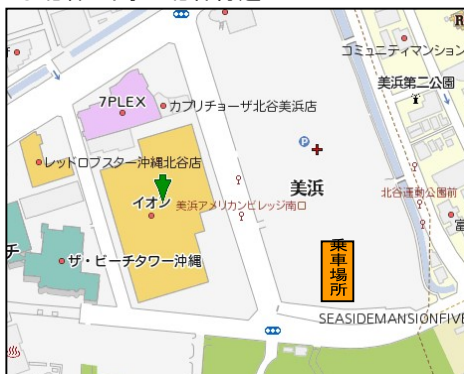 コミュニティマンション
R
美浜第二公園
7PLEX
カプリチョーザ北谷美浜店
P
レッドロブスター沖縄北谷店
美浜
イオン
美浜アメリカンビレッジ南口
北谷運動公園前
富
チ
ザ・ビーチタワー沖縄
乗車場所
SEASIDEMANSIONFIVE